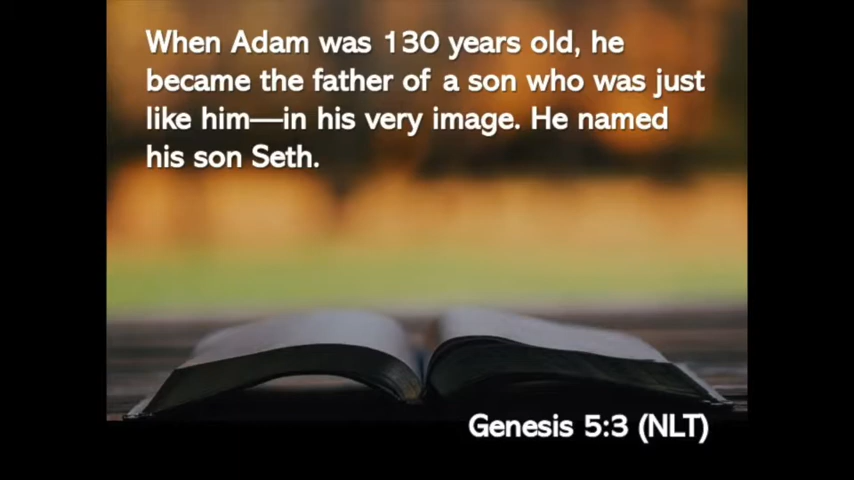 When Adam was 130 years old, he
became the father of a son who was just
like him—in his very image. He named
his son Seth.
Genesis 5:3 (NLT)